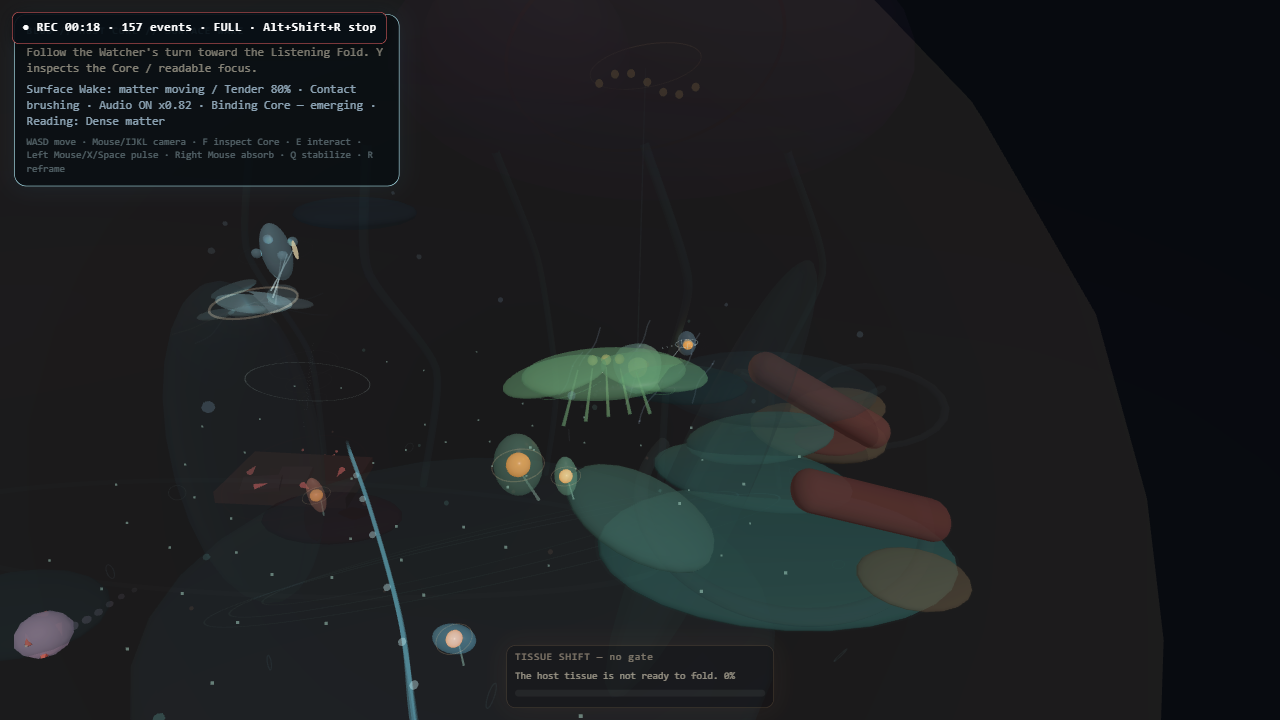 ● REC 00:18 · 157 events · FULL · Alt+Shift+R stop
Follow the Watcher's turn toward the Listening Fold. Y
inspects the Core / readable focus.
Surface Wake: matter moving / Tender 80% · Contact
brushing · Audio ON x0.82 · Binding Core — emerging ·
Reading: Dense matter
WASD move · Mouse/IJKL camera · F inspect Core · E interact ·
Left Mouse/X/Space pulse · Right Mouse absorb · Q stabilize · R
reframe
TISSUE SHIFT — no gate
The host tissue is not ready to fold. 0%